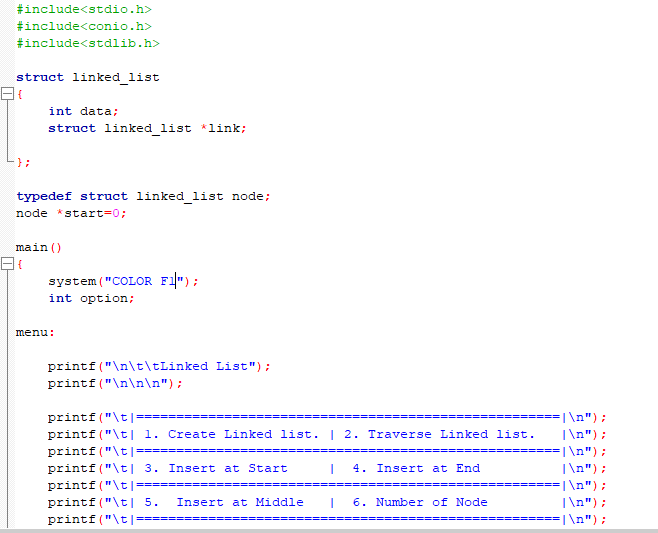 #include<stdio.h>
#include<conio.h>
#include<stdlib.h>
struct linked_list
{
int data;
struct linked_list *link;
};
typedef struct linked_list node;
node *start=0;
main()
{
system("COLOR F1");
int option;
menu:
printf("\n\t\tLinked List");
printf("\n\n\n");
printf("\t|=====================================================|\n");
printf("\t| 1. Create Linked list. | 2. Traverse Linked list.   |\n");
printf("\t|=====================================================|\n");
printf("\t| 3. Insert at Start     |  4. Insert at End          |\n");
printf("\t|=====================================================|\n");
printf("\t| 5.  Insert at Middle   |  6. Number of Node         |\n");
printf("\t|=====================================================|\n");